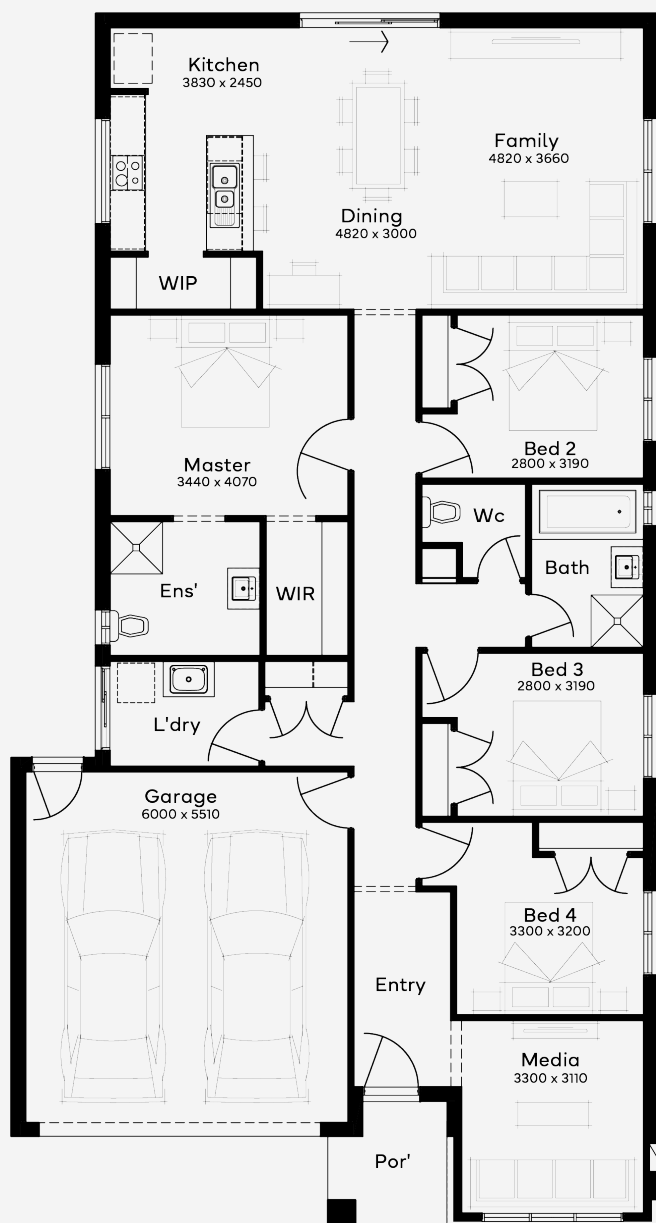 Kitchen
3830 x 2450
Family
4820 x 3660
Dining
4820 x 3000
WIP
Master
3440 x 4070
Bed 2
2800 x 3190
Wc
Bath
Ens'
WIR
Bed 3
2800 x 3190
L'dry
Garage
6000 x 5510
Bed 4
3300 x 3200
Entry
Media
3300 x 3110
Por'